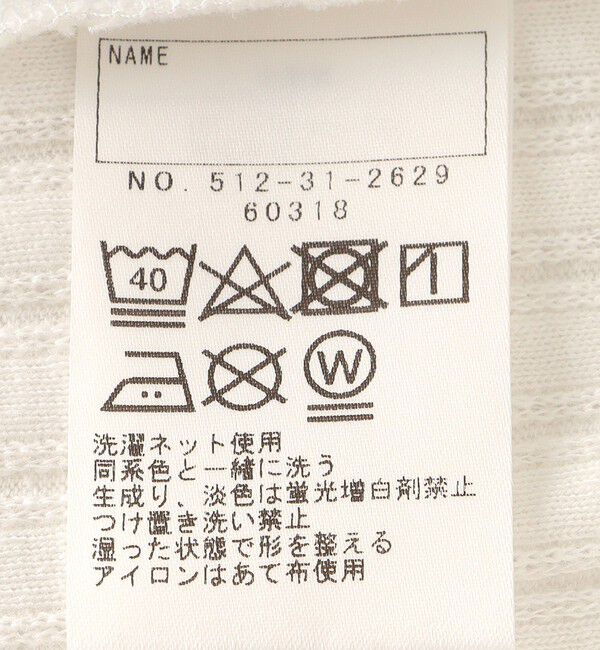 NAME
NO. 512-31-2629
60318
40
W
洗濯ネット使用
同系色と一緒に洗う
生成り、淡色は蛍光増白剤禁止
つけ置き洗い禁止
湿った状態で形を整える
アイロンはあて布使用